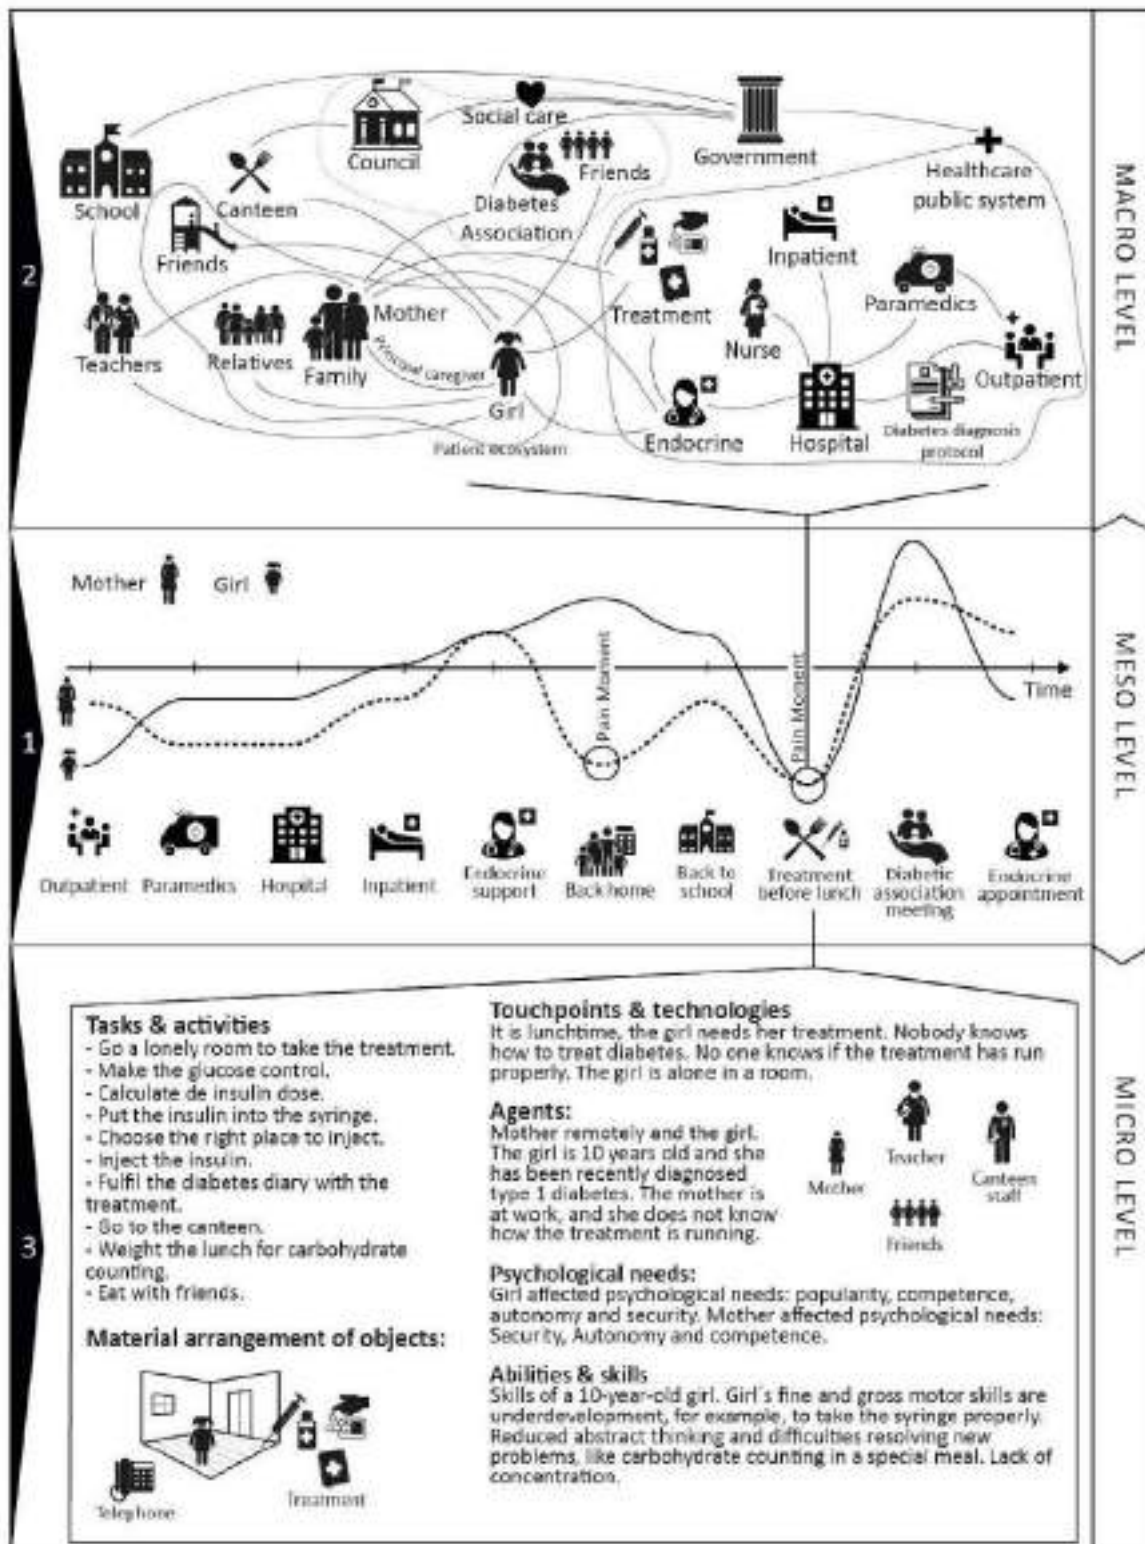 MACRO LEVEL
2
School
Canteen
Council
Social care
Diabetes
Association
Friends
Government
Healthcare
public system
Friends
Teachers
Relatives
Family
Mother
Principal caregiver
Girl
Patient ecosystem
Treatment
Inpatient
Nurse
Paramedics
Endocrine
Hospital
Diabetes diagnosis
protocol
Outpatient
MESO LEVEL
1
Mother
Girl
Pain Moment
Pain Moment
Time
Outpatient
Paramedics
Hospital
Inpatient
Endocrine
support
Back home
Back to
school
Treatment
before lunch
Diabetic
association
meeting
Endocrine
appointment
MICRO LEVEL
3
Tasks & activities
- Go a lonely room to take the treatment.
- Make the glucose control.
- Calculate de insulin dose.
- Put the insulin into the syringe.
- Choose the right place to inject.
- Inject the insulin.
- Fulfil the diabetes diary with the
treatment.
- Go to the canteen.
- Weight the lunch for carbohydrate
counting.
- Eat with friends.
Material arrangement of objects:
Telephone
Treatment
Touchpoints & technologies
It is lunchtime, the girl needs her treatment. Nobody knows
how to treat diabetes. No one knows if the treatment has run
properly. The girl is alone in a room.
Agents:
Mother remotely and the girl.
The girl is 10 years old and she
has been recently diagnosed
type 1 diabetes. The mother is
at work, and she does not know
how the treatment is running.
Mother
Teacher
Canteen
staff
Friends
Psychological needs:
Girl affected psychological needs: popularity, competence,
autonomy and security. Mother affected psychological needs:
Security, Autonomy and competence.
Abilities & skills
Skills of a 10-year-old girl. Girl´s fine and gross motor skills are
underdevelopment, for example, to take the syringe properly.
Reduced abstract thinking and difficulties resolving new
problems, like carbohydrate counting in a special meal. Lack of
concentration.